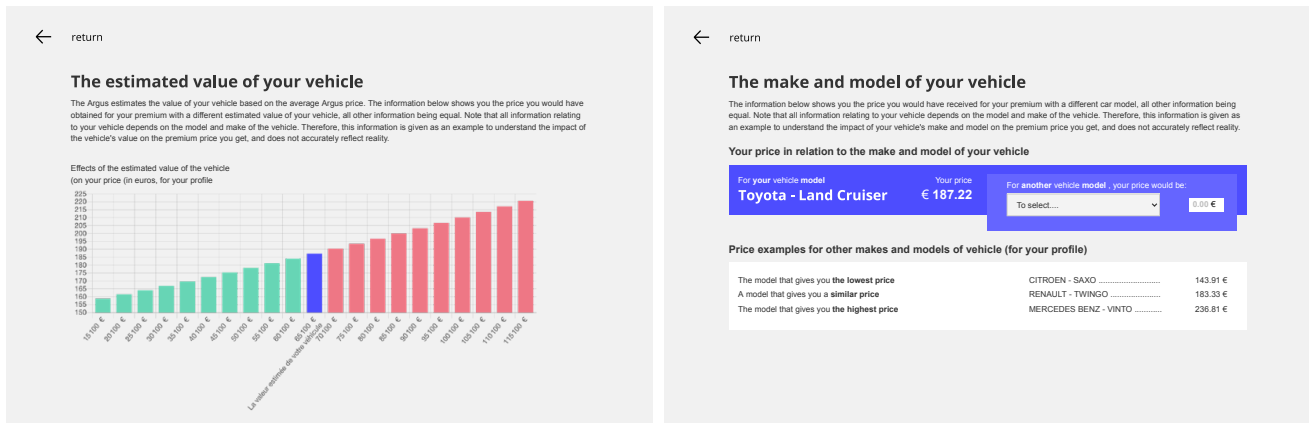 return
The estimated value of your vehicle
The Argus estimates the value of your vehicle based on the average Argus price. The information below shows you the price you would have
obtained for your premium with a different estimated value of your vehicle, all other information being equal. Note that all information relating
to your vehicle depends on the model and make of the vehicle. Therefore, this information is given as an example to understand the impact of
the vehicle's value on the premium price you get, and does not accurately reflect reality.
Effects of the estimated value of the vehicle
(on your price (in euros, for your profile
225
220
215
210
205
200
195
190
185
180
175
170
165
160
155
150
15 100 €
20 100 €
25 100 €
30 100 €
35 100 €
40 100 €
45 100 €
50 100 €
55 100 €
60 100 €
65 100 €
La valeur estimée de votre véhicule
70 100 €
75 100 €
80 100 €
85 100 €
90 100 €
95 100 €
100 100 €
105 100 €
110 100 €
115 100 €
return
The make and model of your vehicle
The information below shows you the price you would have received for your premium with a different car model, all other information being
equal. Note that all information relating to your vehicle depends on the model and make of the vehicle. Therefore, this information is given as
an example to understand the impact of your vehicle's make and model on the premium price you get, and does not accurately reflect reality.
Your price in relation to the make and model of your vehicle
For your vehicle model
Your price
Toyota - Land Cruiser
€ 187.22
For another vehicle model , your price would be:
To select....
0.00 €
Price examples for other makes and models of vehicle (for your profile)
The model that gives you the lowest price CITROEN - SAXO .......................... 143.91 €
A model that gives you a similar price RENAULT - TWINGO ..................... 183.33 €
The model that gives you the highest price MERCEDES BENZ - VINTO ........... 236.81 €